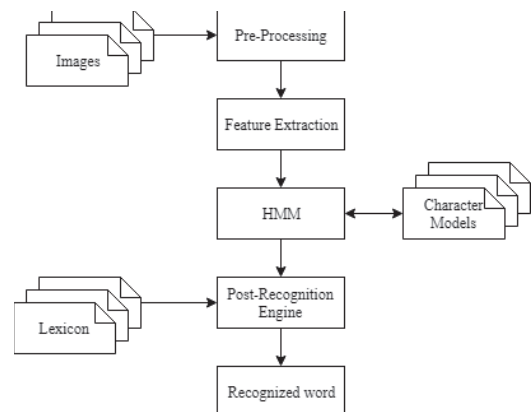 Images
Pre-Processing
Feature Extraction
HMM
Character
Models
Post-Recognition
Engine
Lexicon
Recognized word